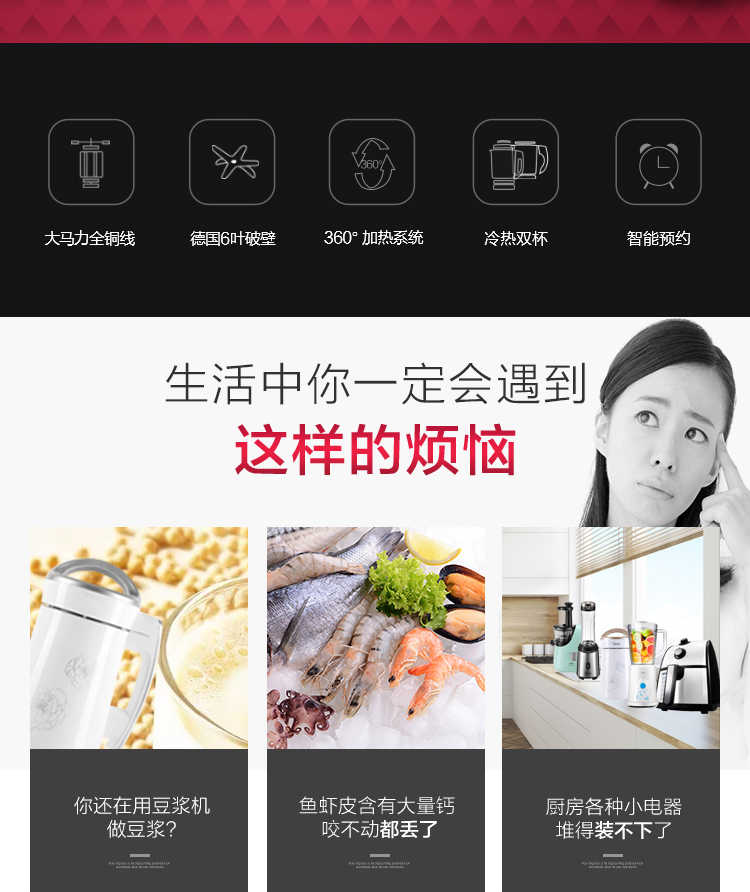 大马力全铜线
德国6叶破壁
360°
360° 加热系统
冷热双杯
智能预约
生活中你一定会遇到
这样的烦恼
你还在用豆浆机
做豆浆?
鱼虾皮含有大量钙
咬不动都丢了
厨房各种小电器
堆得装不下了